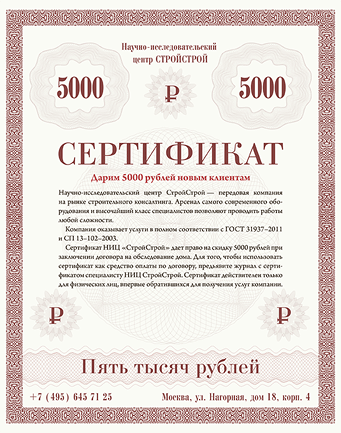 Научно-исследовательский
центр СТРОЙСТРОЙ
5000 5000
₽
СЕРТИФИКАТ
Дарим 5000 рублей новым клиентам
Научно-исследовательский центр СтройСтрой — передовая компания
на рынке строительного консалтинга. Арсенал самого современного обо-
рудования и высочайший класс специалистов позволяют проводить работы
любой сложности.
Компания оказывает услуги в полном соответствии с ГОСТ 31937–2011
и СП 13–102–2003.
Сертификат НИЦ «СтройСтрой» дает право на скидку 5000 рублей при
заключении договора на обследование дома. Для того, чтобы использовать
сертификат как средство оплаты по договору, предъявите журнал с серти-
фикатом специалисту НИЦ СтройСтрой. Сертификат действителен только
для физических лиц, впервые обратившихся для получения услуг компании.
₽ ₽
Пять тысяч рублей
+7 (495) 645 71 25 Москва, ул. Нагорная, дом 18, корп. 4